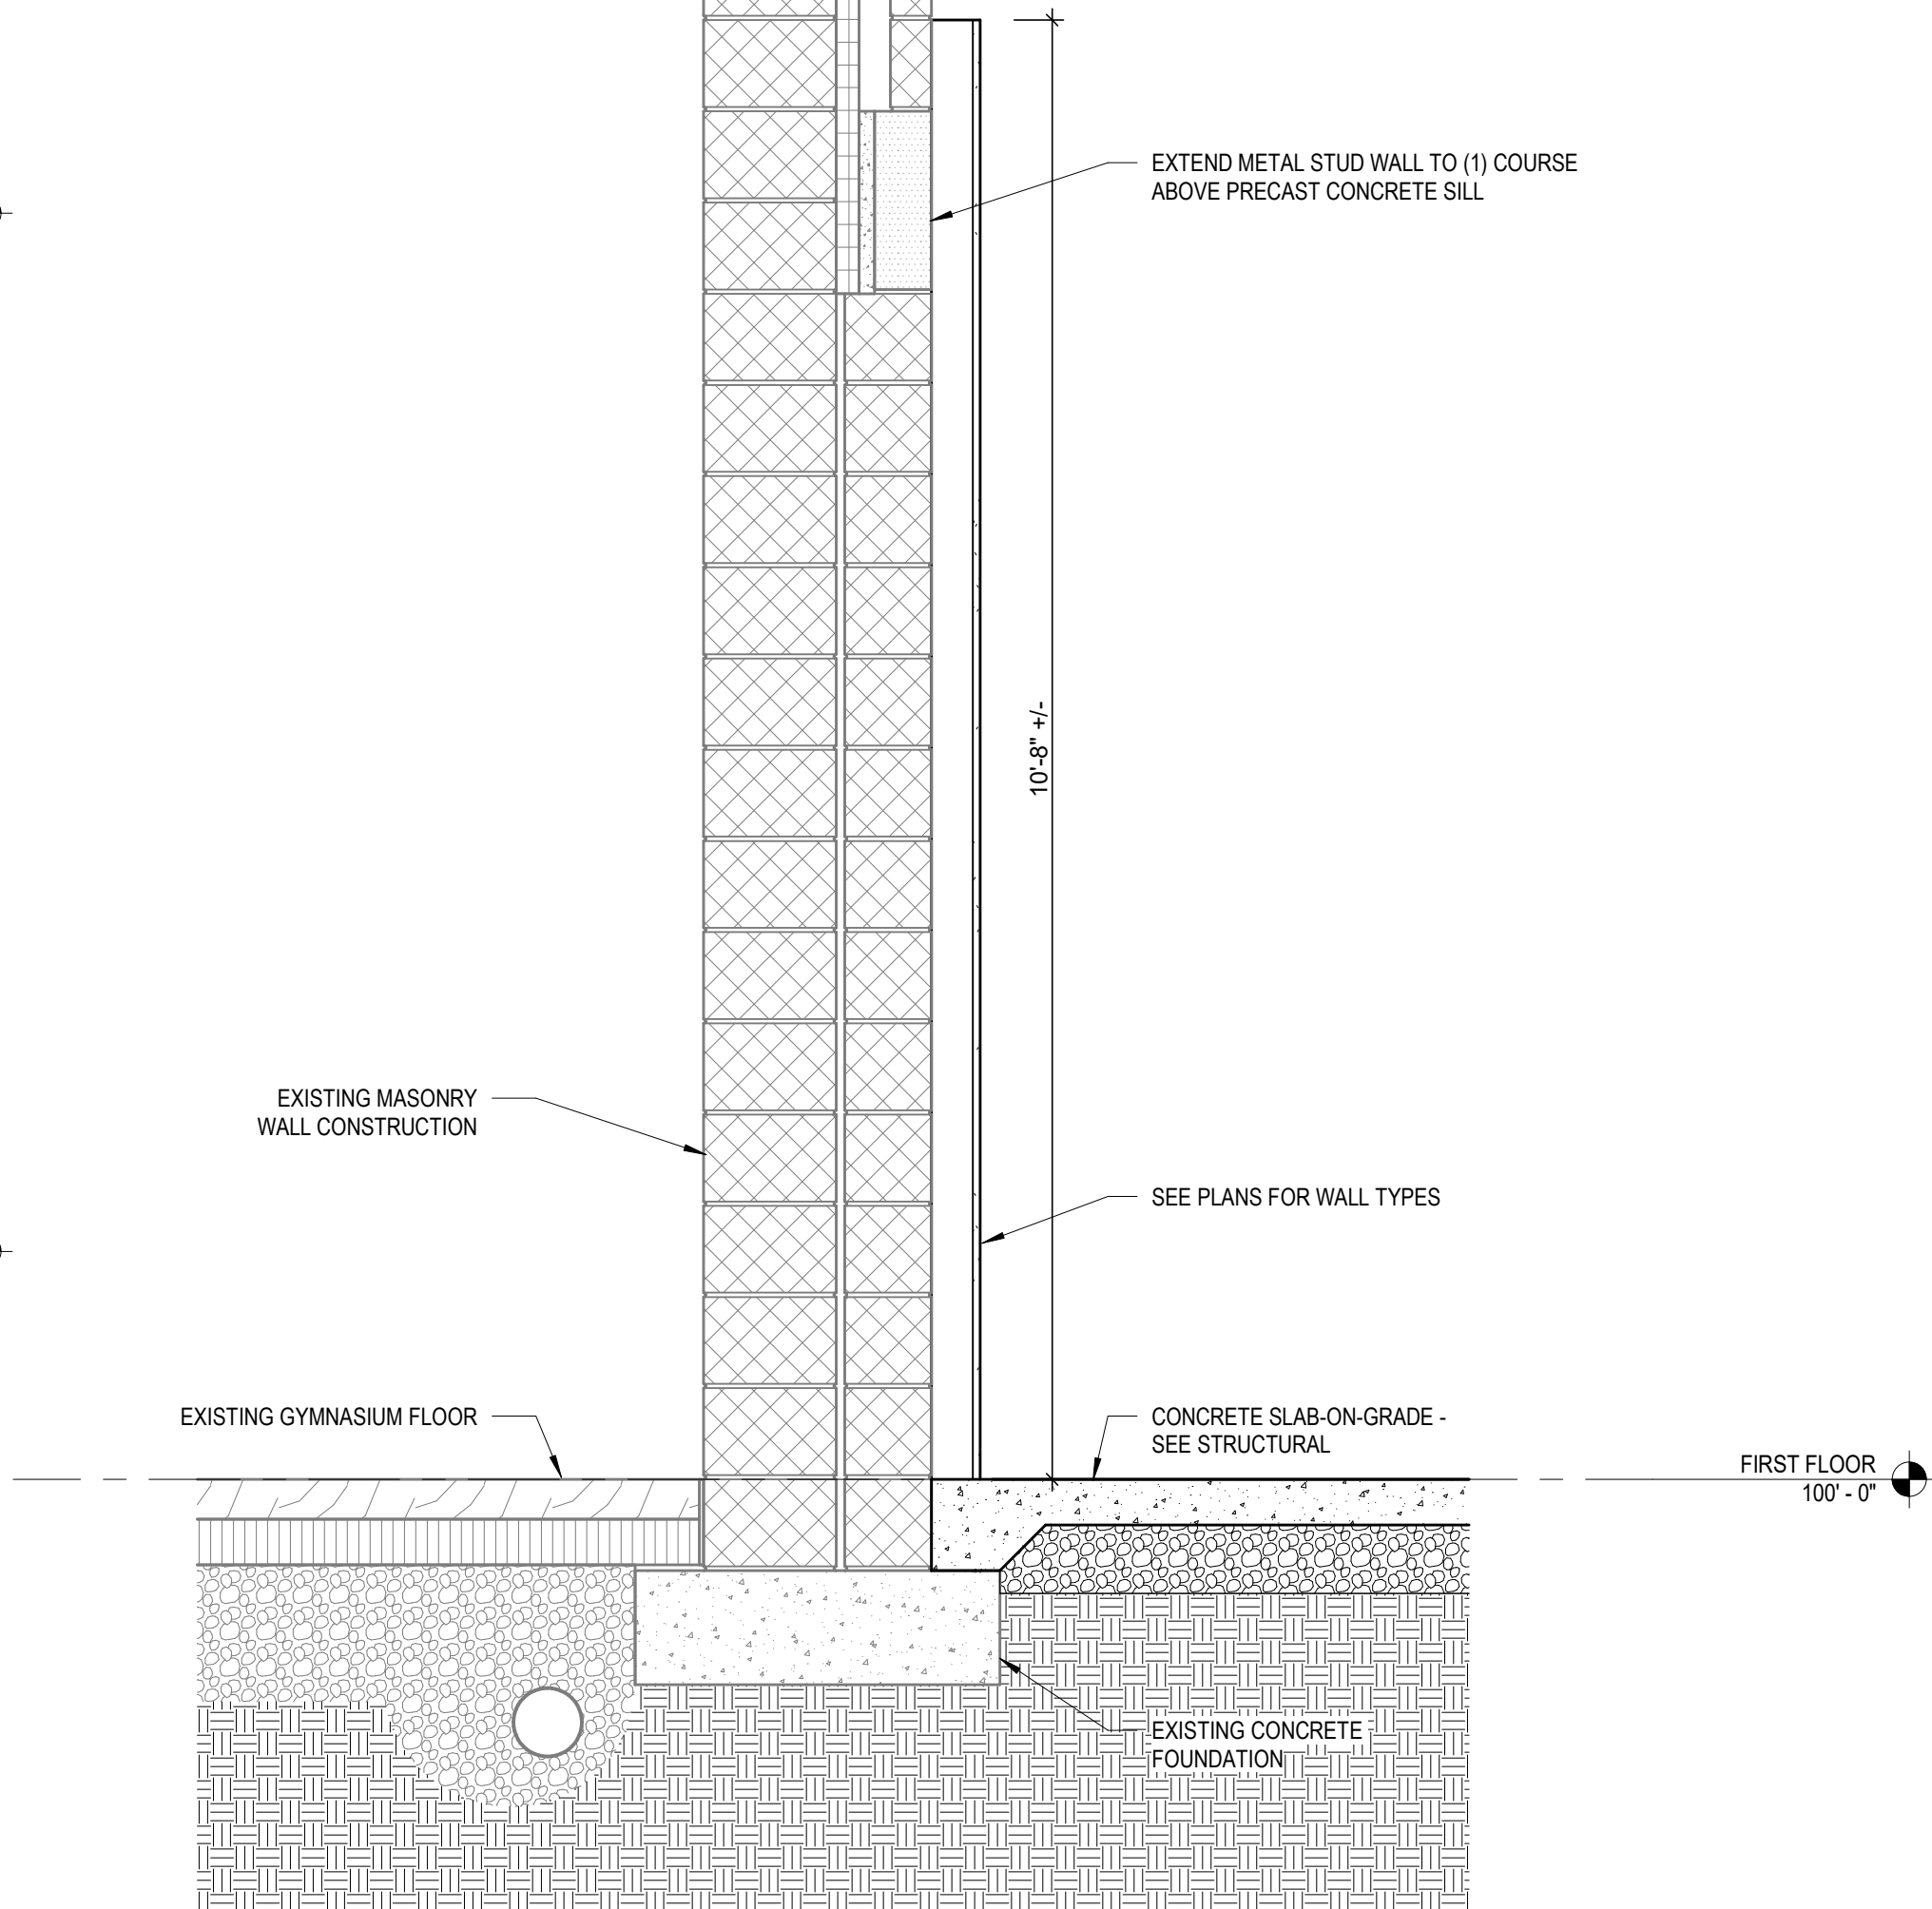 EXTEND METAL STUD WALL TO (1) COURSE
ABOVE PRECAST CONCRETE SILL
10'-8" +/-
EXISTING MASONRY
WALL CONSTRUCTION
SEE PLANS FOR WALL TYPES
EXISTING GYMNASIUM FLOOR
CONCRETE SLAB-ON-GRADE -
SEE STRUCTURAL
FIRST FLOOR
100' - 0"
EXISTING CONCRETE
FOUNDATION